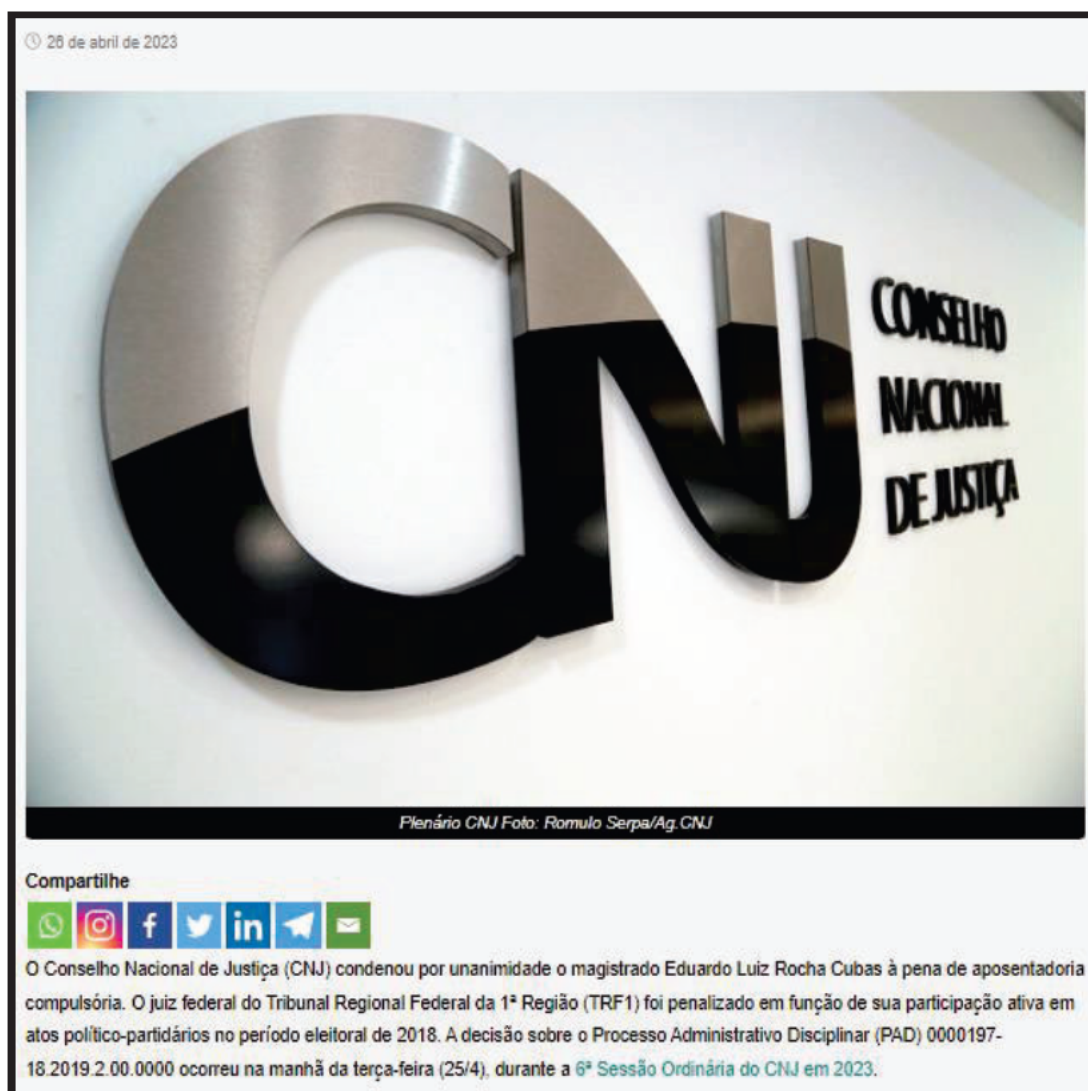 26 de abril de 2023
CNJ
CONSELHO
NACIONAL
DE JUSTIÇA
Plenário CNJ Foto: Romulo Serpa/Ag.CNJ
Compartilhe
O Conselho Nacional de Justiça (CNJ) condenou por unanimidade o magistrado Eduardo Luiz Rocha Cubas à pena de aposentadoria
compulsória. O juiz federal do Tribunal Regional Federal da 1ª Região (TRF1) foi penalizado em função de sua participação ativa em
atos político-partidários no período eleitoral de 2018. A decisão sobre o Processo Administrativo Disciplinar (PAD) 0000197-
18.2019.2.00.0000 ocorreu na manhã da terça-feira (25/4), durante a 6ª Sessão Ordinária do CNJ em 2023.